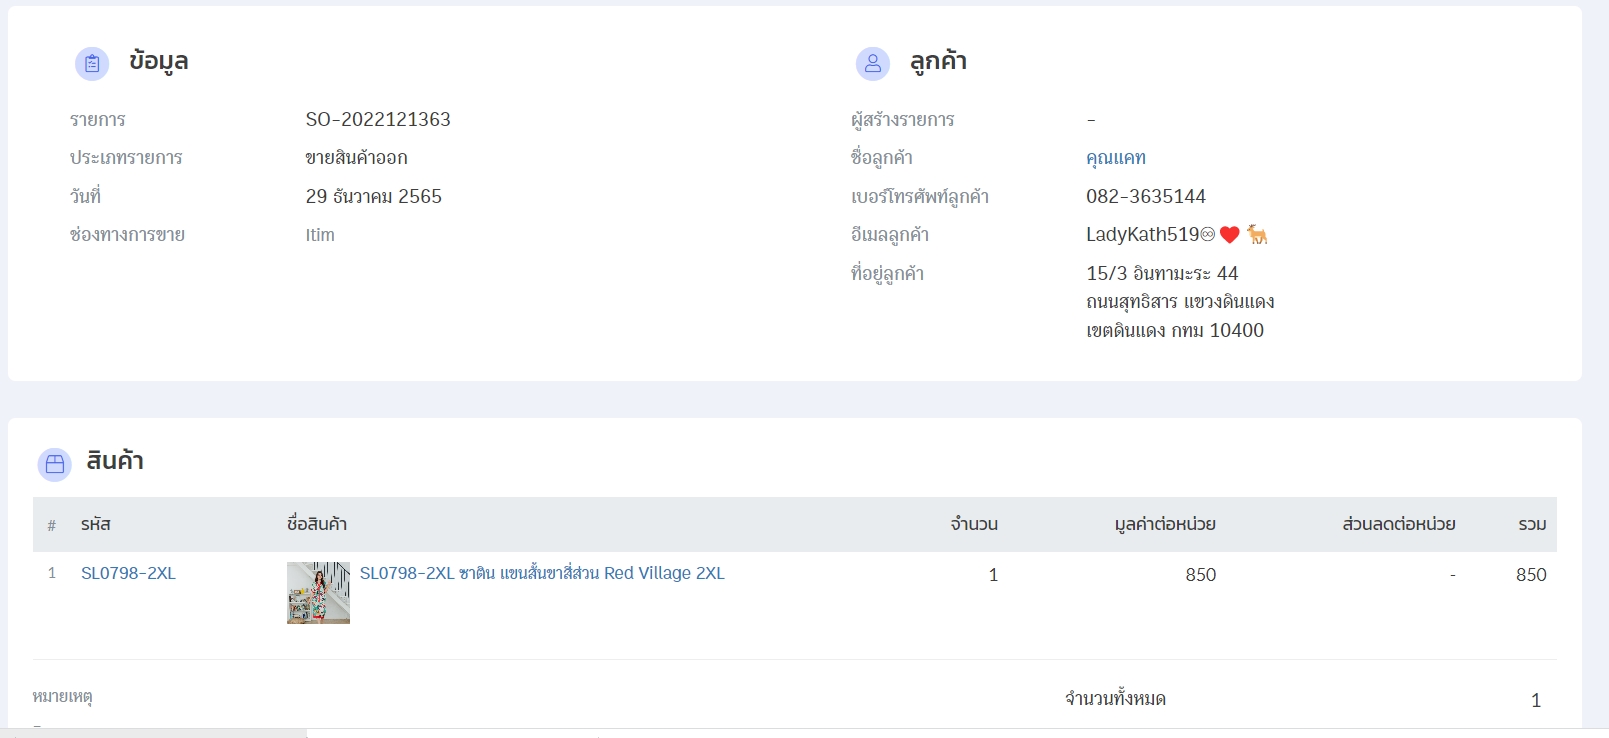 ข้อมูล
รายการ SO-2022121363
ประเภทรายการ ขายสินค้าออก
วันที่ 29 ธันวาคม 2565
ช่องทางการขาย Itim
ลูกค้า
ผู้สร้างรายการ -
ชื่อลูกค้า คุณแคท
เบอร์โทรศัพท์ลูกค้า 082-3635144
อีเมลลูกค้า LadyKath519♾❤️🐐
ที่อยู่ลูกค้า 15/3 อินทามะระ 44
ถนนสุทธิสาร แขวงดินแดง
เขตดินแดง กทม 10400
สินค้า
# รหัส ชื่อสินค้า จำนวน มูลค่าต่อหน่วย ส่วนลดต่อหน่วย รวม
1 SL0798-2XL SL0798-2XL ซาติน แขนสั้นขาสี่ส่วน Red Village 2XL 1 850 - 850
หมายเหตุ จำนวนทั้งหมด 1